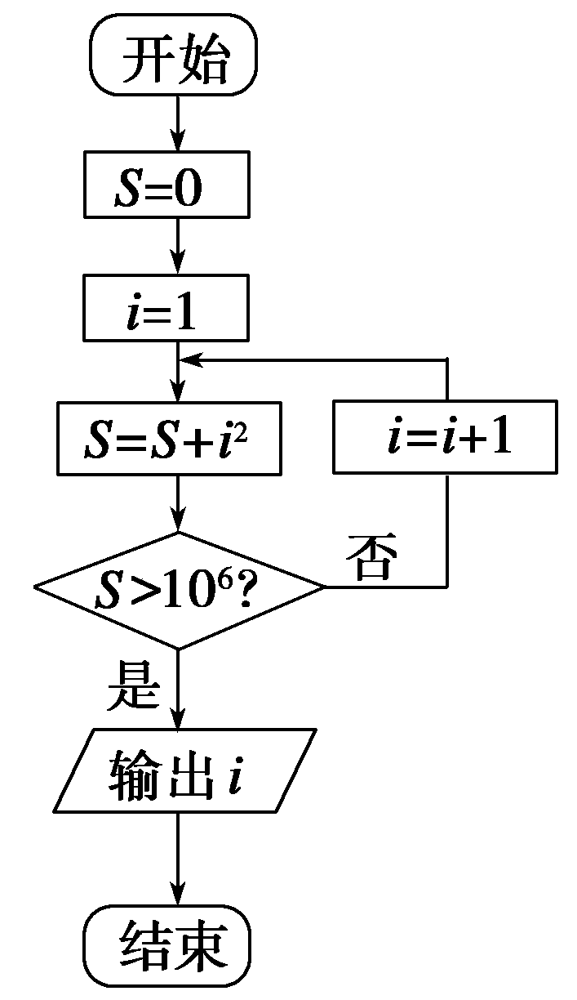 开始
S=0
i=1
S=S+i²
i=i+1
S>10⁶?
否
是
输出 i
结束